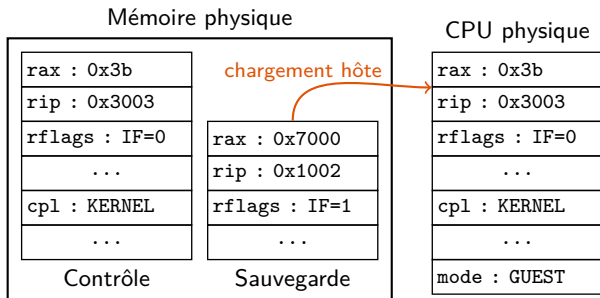 Mémoire physique
rax : 0x3b
rip : 0x3003
rflags : IF=0
...
cpl : KERNEL
...
Contrôle
rax : 0x7000
rip : 0x1002
rflags : IF=1
...
Sauvegarde
chargement hôte
CPU physique
rax : 0x3b
rip : 0x3003
rflags : IF=0
...
cpl : KERNEL
...
mode : GUEST